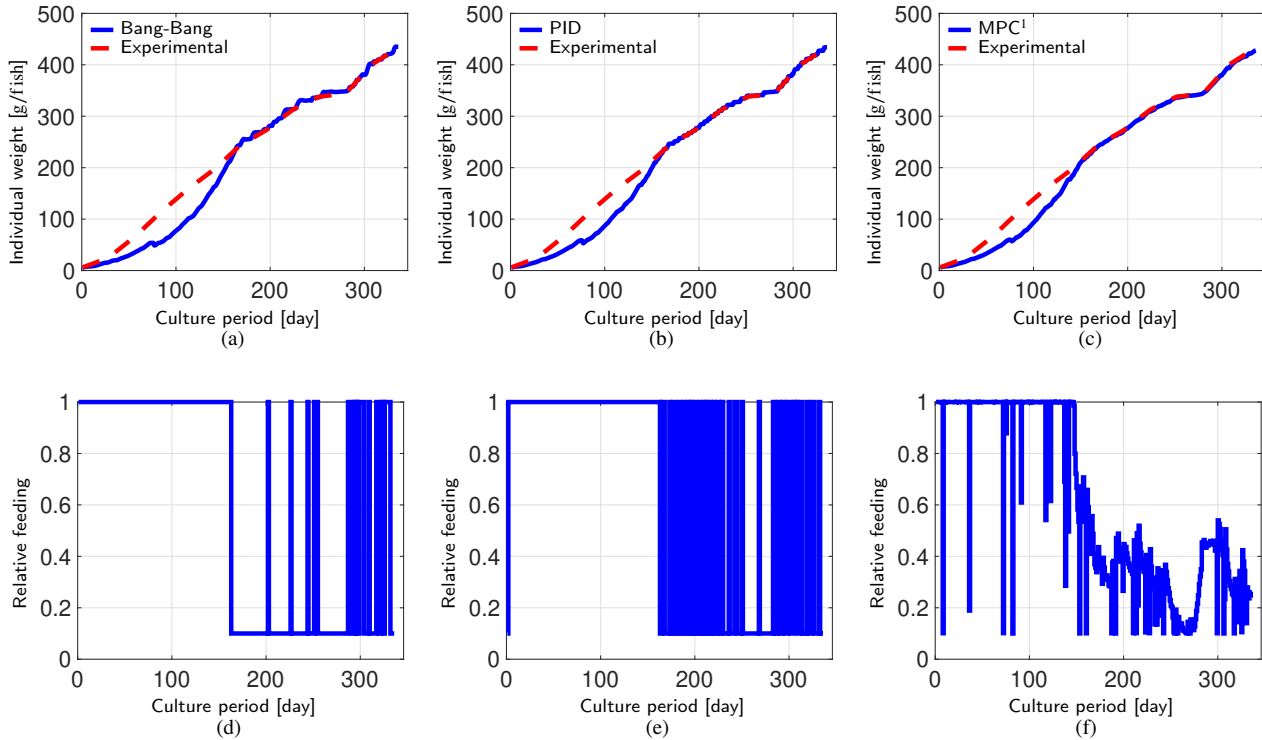 500
400
300
200
100
0
Individual weight [g/fish]
Bang-Bang
Experimental
0 100 200 300
Culture period [day]
(a)
500
400
300
200
100
0
Individual weight [g/fish]
PID
Experimental
0 100 200 300
Culture period [day]
(b)
500
400
300
200
100
0
Individual weight [g/fish]
MPC¹
Experimental
0 100 200 300
Culture period [day]
(c)
1
0.8
0.6
0.4
0.2
0
Relative feeding
0 100 200 300
Culture period [day]
(d)
1
0.8
0.6
0.4
0.2
0
Relative feeding
0 100 200 300
Culture period [day]
(e)
1
0.8
0.6
0.4
0.2
0
Relative feeding
0 100 200 300
Culture period [day]
(f)